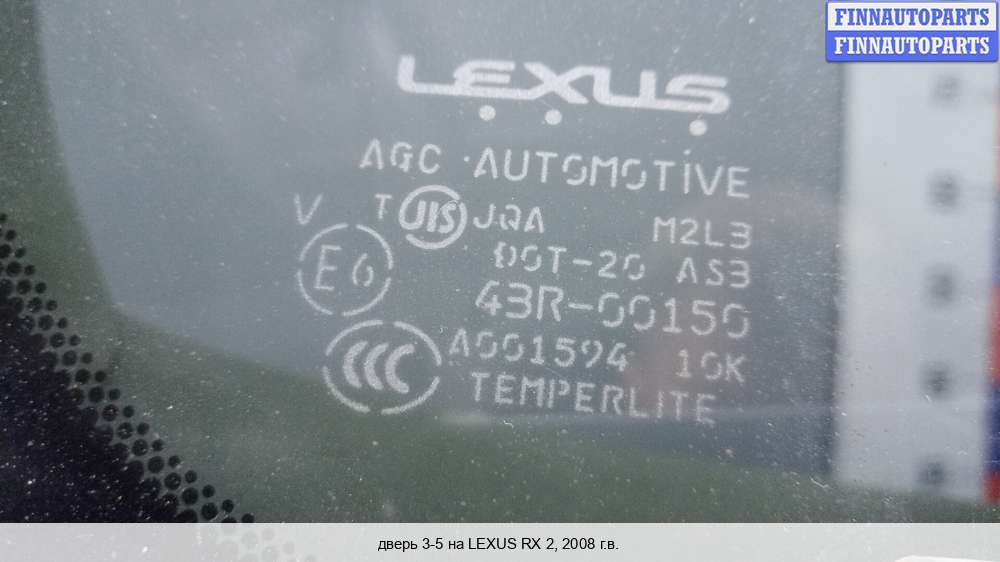 FINNAUTOPARTS
FINNAUTOPARTS
LEXUS
AGC AUTOMOTIVE
V T JIS JQA M2L3
E6 DOT-20 AS3
43R-00150
CCC A001594 10K
TEMPERLITE
дверь 3-5 на LEXUS RX 2, 2008 г.в.